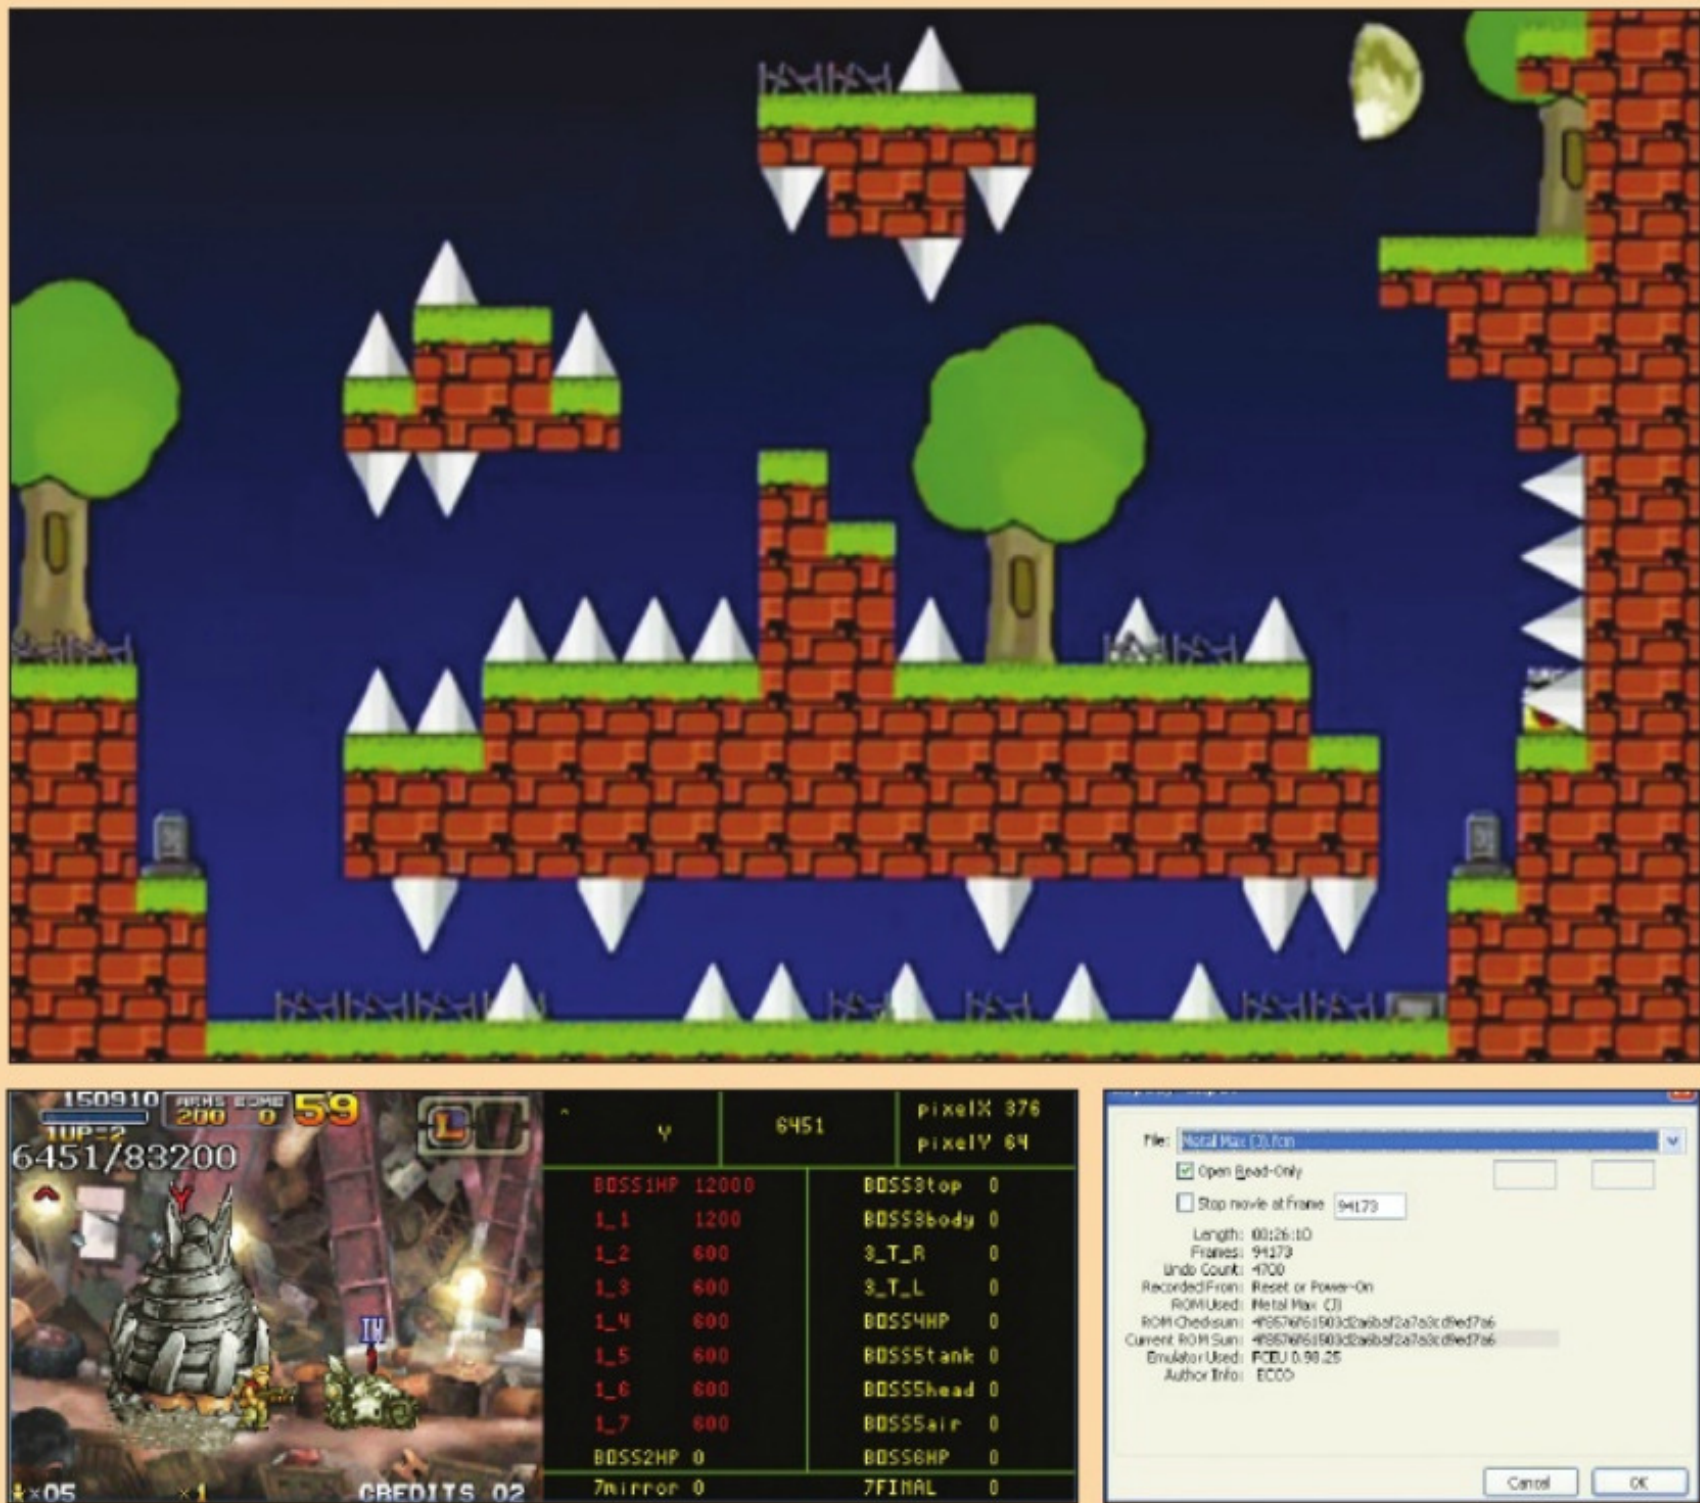 150910
ARMS BOMB
59
200 0
1UP=2
6451/83200
L
Y
×05
×1
CREDITS 02
^
Y
6451
pixelX 376
pixelY 64
BOSS1HP 12000
1_1 1200
1_2 600
1_3 600
1_4 600
1_5 600
1_6 600
1_7 600
BOSS2HP 0
7mirror 0
BOSS3top 0
BOSS3body 0
3_T_R 0
3_T_L 0
BOSS4HP 0
BOSS5tank 0
BOSS5head 0
BOSS5air 0
BOSS6HP 0
7FINAL 0
File: Metal Max (J).fcm
Open Read-Only
Stop movie at frame 94173
Length: 00:26:10
Frames: 94173
Undo Count: 4700
Recorded From: Reset or Power-On
ROM Used: Metal Max (J)
ROM Checksum:
Current ROM Sum:
Emulator Used: FCEU 0.98.25
Author Info: ECCO
Cancel
OK